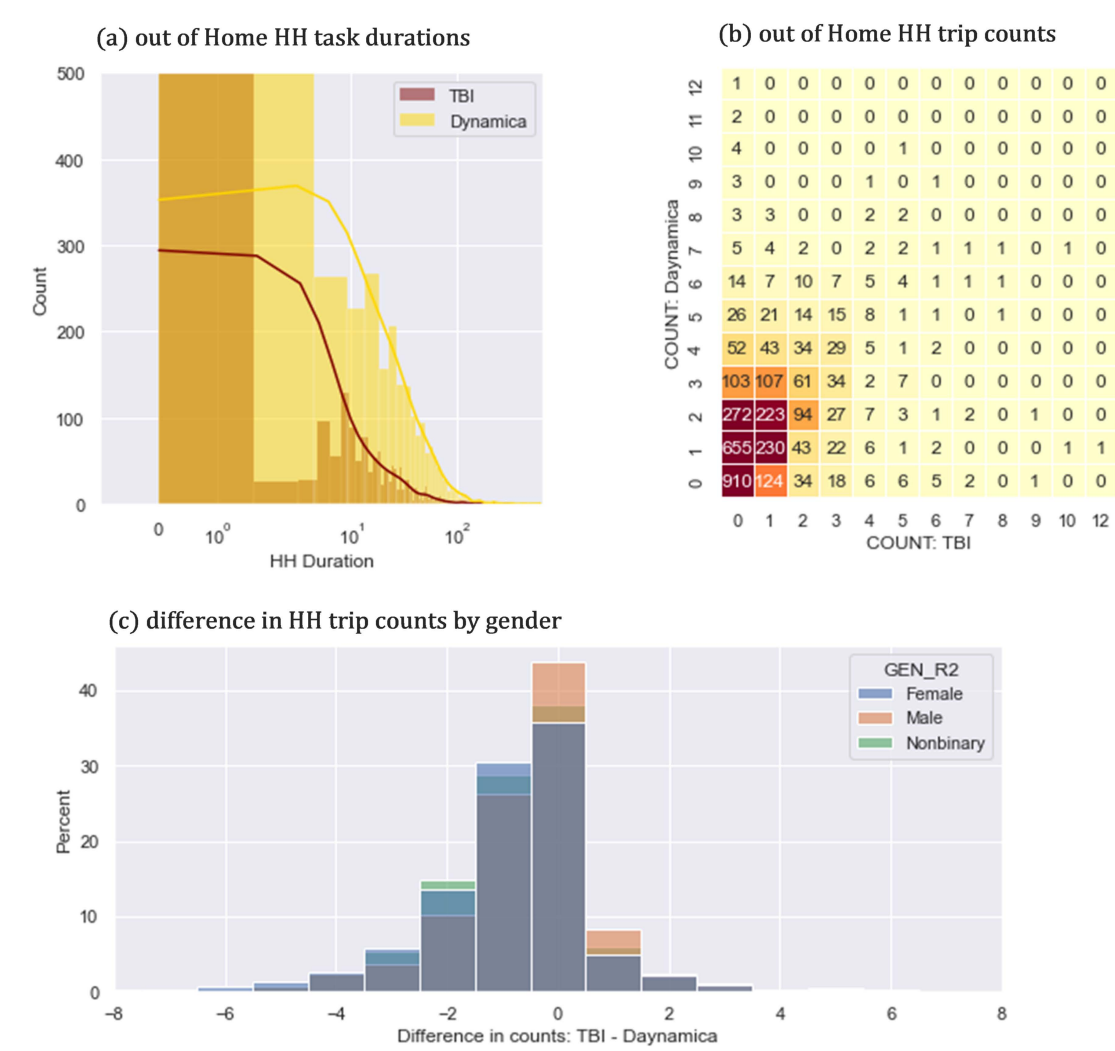 (a) out of Home HH task durations
500
400
300
200
100
0
Count
TBI
Dynamica
0 10⁰ 10¹ 10²
HH Duration
(b) out of Home HH trip counts
COUNT: Daynamica
12 1 0 0 0 0 0 0 0 0 0 0 0
11 2 0 0 0 0 0 0 0 0 0 0 0
10 4 0 0 0 0 1 0 0 0 0 0 0
9 3 0 0 0 1 0 1 0 0 0 0 0
8 3 3 0 0 2 2 0 0 0 0 0 0
7 5 4 2 0 2 2 1 1 1 0 1 0
6 14 7 10 7 5 4 1 1 1 0 0 0
5 26 21 14 15 8 1 1 0 1 0 0 0
4 52 43 34 29 5 1 2 0 0 0 0 0
3 103 107 61 34 2 7 0 0 0 0 0 0
2 272 223 94 27 7 3 1 2 0 1 0 0
1 655 230 43 22 6 1 2 0 0 0 1 1
0 910 124 34 18 6 6 5 2 0 1 0 0
0 1 2 3 4 5 6 7 8 9 10 12
COUNT: TBI
(c) difference in HH trip counts by gender
40
30
20
10
0
Percent
GEN_R2
Female
Male
Nonbinary
−8 −6 −4 −2 0 2 4 6 8
Difference in counts: TBI - Daynamica